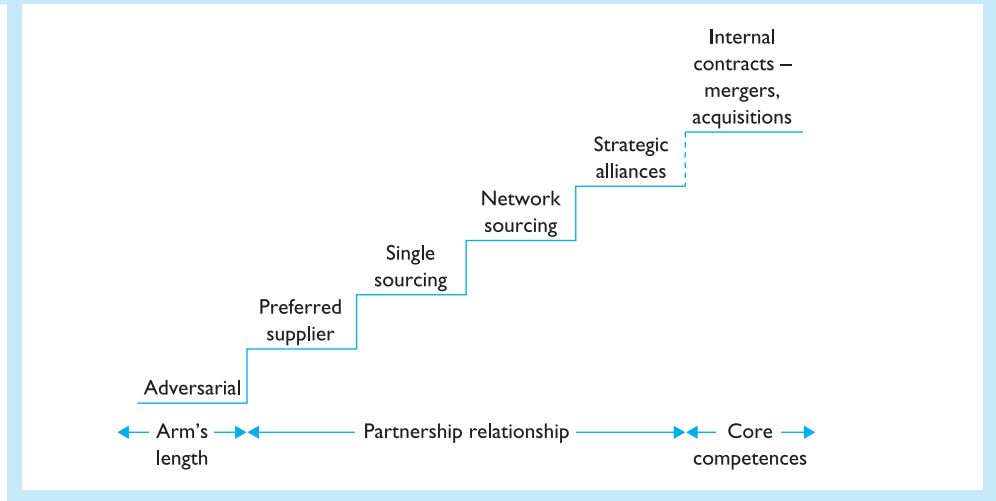 Internal
contracts –
mergers,
acquisitions
Strategic
alliances
Network
sourcing
Single
sourcing
Preferred
supplier
Adversarial
Arm's
length
Partnership relationship
Core
competences